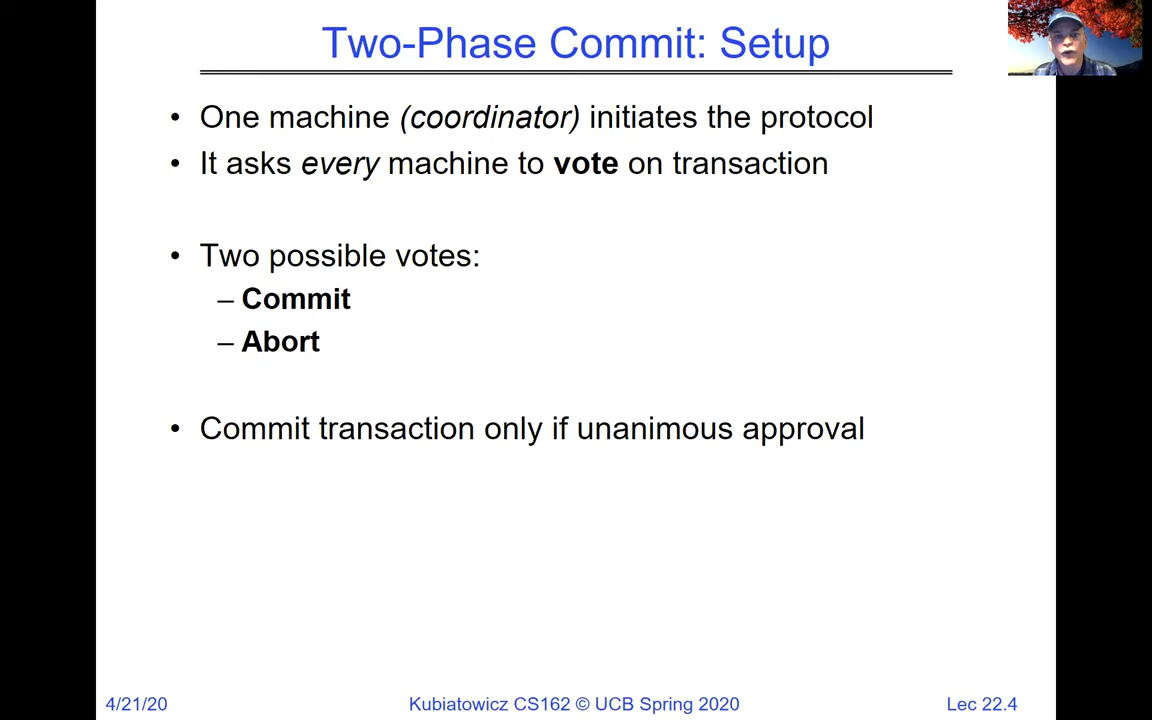 Two-Phase Commit: Setup
• One machine (coordinator) initiates the protocol
• It asks every machine to vote on transaction
• Two possible votes:
– Commit
– Abort
• Commit transaction only if unanimous approval
4/21/20
Kubiatowicz CS162 © UCB Spring 2020
Lec 22.4